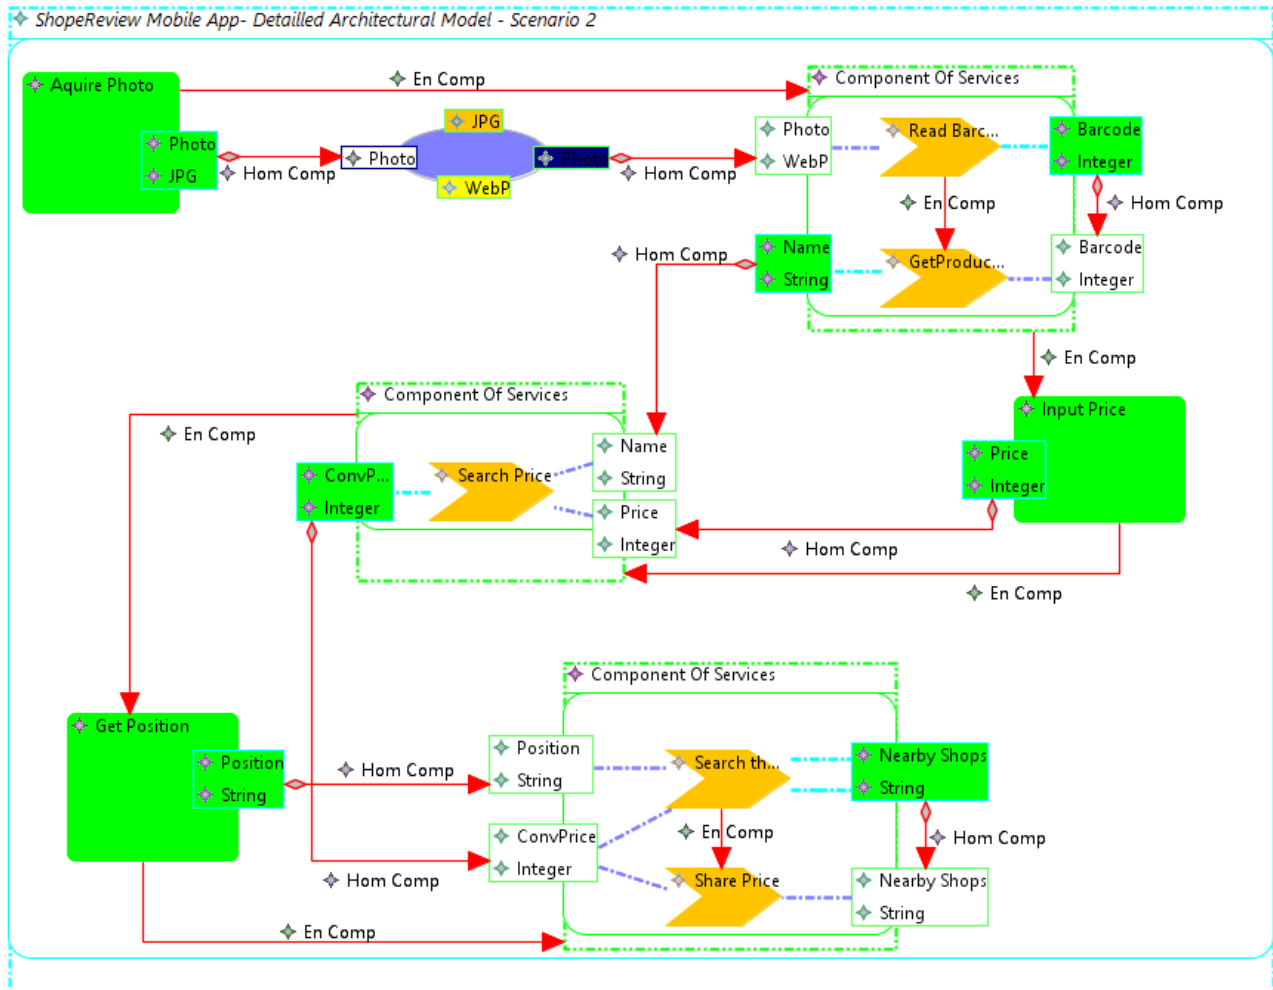 ShopeReview Mobile App- Detailled Architectural Model - Scenario 2
Aquire Photo
En Comp
Component Of Services
Photo
JPG
Hom Comp
Photo
JPG
WebP
Photo
Hom Comp
Photo
WebP
Read Barc...
Barcode
Integer
En Comp
Hom Comp
Hom Comp
Name
String
GetProduc...
Barcode
Integer
En Comp
Component Of Services
En Comp
ConvP...
Integer
Search Price
Name
String
Price
Integer
Input Price
Price
Integer
Hom Comp
En Comp
Component Of Services
Get Position
Position
String
Hom Comp
Position
String
Search th...
Nearby Shops
String
Hom Comp
ConvPrice
Integer
En Comp
Hom Comp
Share Price
Nearby Shops
String
En Comp